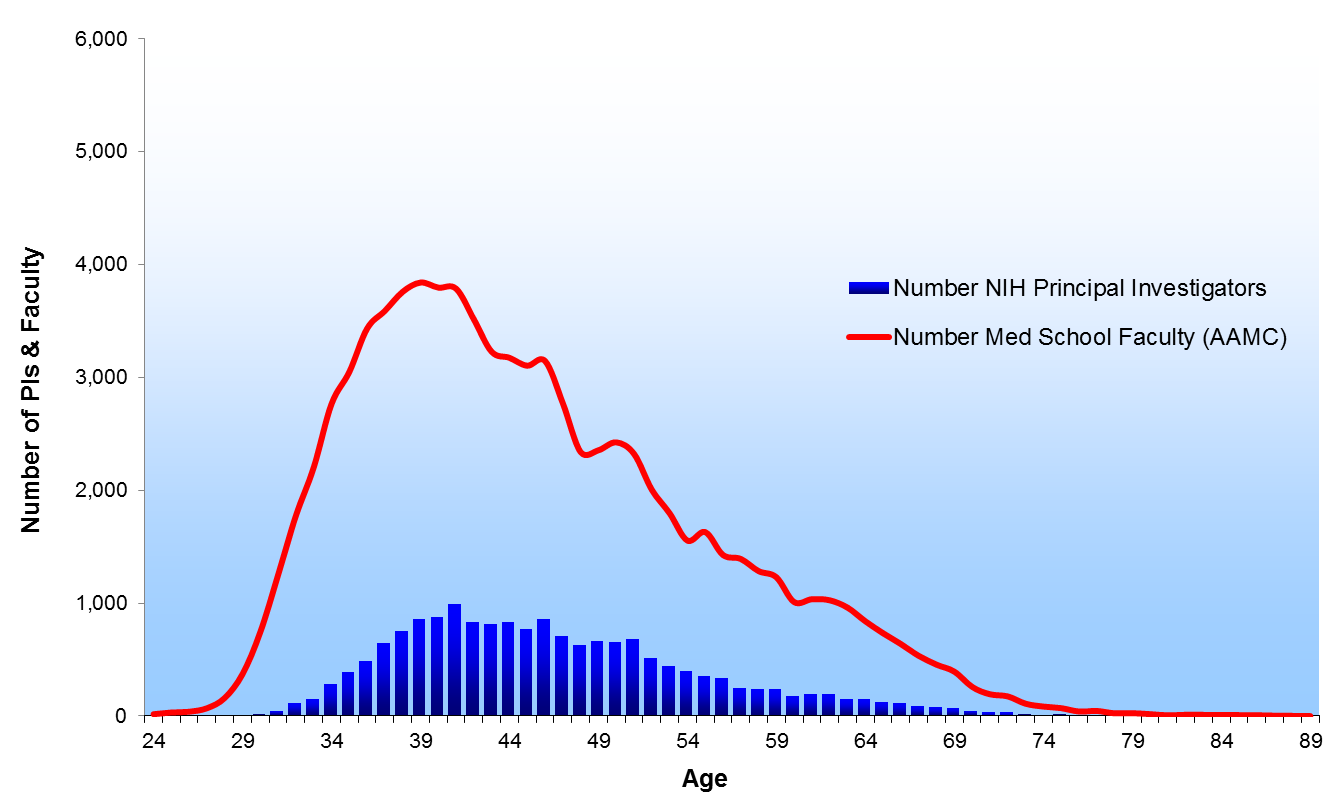 6,000
5,000
4,000
3,000
2,000
1,000
0
Number of PIs & Faculty
Number NIH Principal Investigators
Number Med School Faculty (AAMC)
24 29 34 39 44 49 54 59 64 69 74 79 84 89
Age